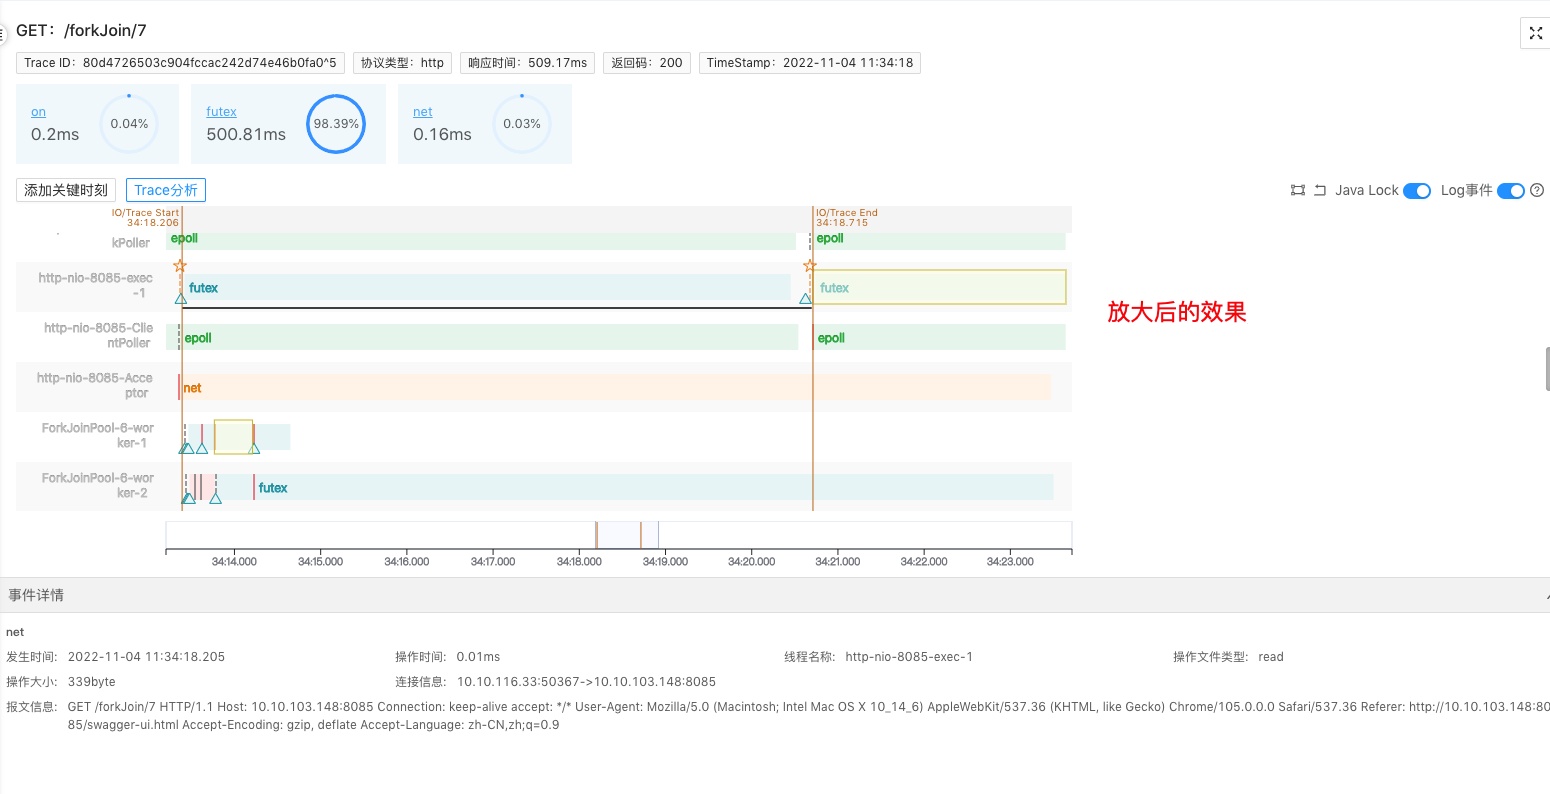 GET：/forkJoin/7
Trace ID：80d4726503c904fccac242d74e46b0fa0^5 协议类型：http 响应时间：509.17ms 返回码：200 TimeStamp：2022-11-04 11:34:18
on 0.2ms 0.04%
futex 500.81ms 98.39%
net 0.16ms 0.03%
添加关键时刻 Trace分析 Java Lock Log事件
IO/Trace Start
34:18.206
IO/Trace End
34:18.715
kPoller epoll epoll
http-nio-8085-exec
-1
futex futex
放大后的效果
http-nio-8085-Clie
ntPoller
epoll epoll
http-nio-8085-Acce
ptor
net
ForkJoinPool-6-wor
ker-1
ForkJoinPool-6-wor
ker-2
futex
34:14.000 34:15.000 34:16.000 34:17.000 34:18.000 34:19.000 34:20.000 34:21.000 34:22.000 34:23.000
事件详情
net
发生时间: 2022-11-04 11:34:18.205 操作时间: 0.01ms 线程名称: http-nio-8085-exec-1 操作文件类型: read
操作大小: 339byte 连接信息: 10.10.116.33:50367->10.10.103.148:8085
报文信息: GET /forkJoin/7 HTTP/1.1 Host: 10.10.103.148:8085 Connection: keep-alive accept: */* User-Agent: Mozilla/5.0 (Macintosh; Intel Mac OS X 10_14_6) AppleWebKit/537.36 (KHTML, like Gecko) Chrome/105.0.0.0 Safari/537.36 Referer: http://10.10.103.148:80
85/swagger-ui.html Accept-Encoding: gzip, deflate Accept-Language: zh-CN,zh;q=0.9